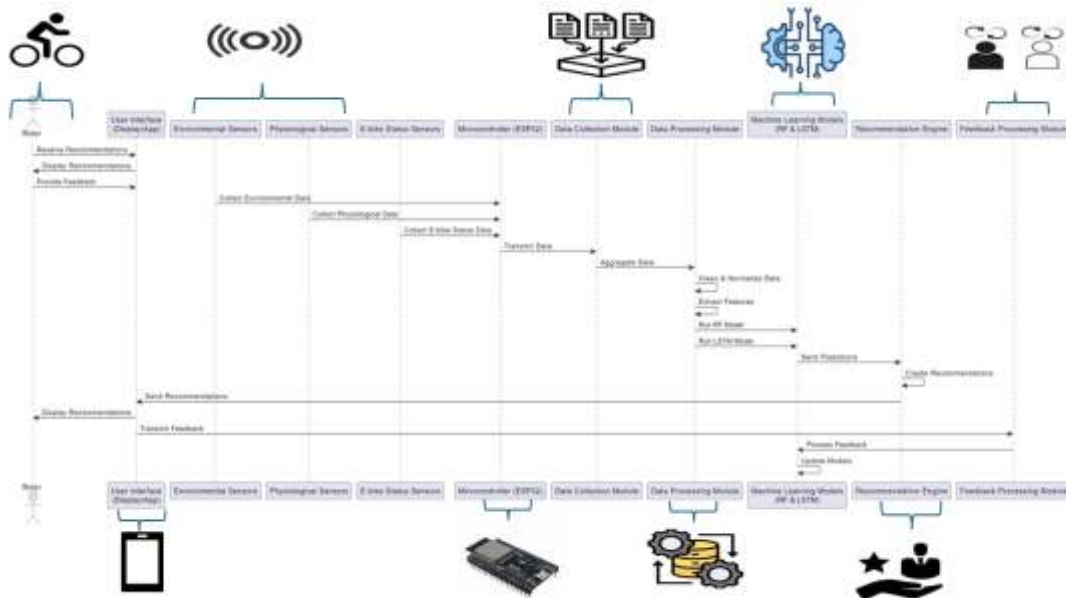 User Interface
(Display/App)
Environmental Sensors
Physiological Sensors
E-bike Status Sensors
Microcontroller (ESP32)
Data Collection Module
Data Processing Module
Machine Learning Models
(RF & LSTM)
Recommendation Engine
Feedback Processing Module
Receive Recommendations
Display Recommendations
Provide Feedback
Collect Environmental Data
Collect Physiological Data
Collect E-bike Status Data
Transmit Data
Aggregate Data
Clean & Normalize Data
Extract Features
Run RF Model
Run LSTM Model
Send Predictions
Create Recommendations
Send Recommendations
Display Recommendations
Transmit Feedback
Process Feedback
Update Models
User Interface
(Display/App)
Environmental Sensors
Physiological Sensors
E-bike Status Sensors
Microcontroller (ESP32)
Data Collection Module
Data Processing Module
Machine Learning Models
(RF & LSTM)
Recommendation Engine
Feedback Processing Module